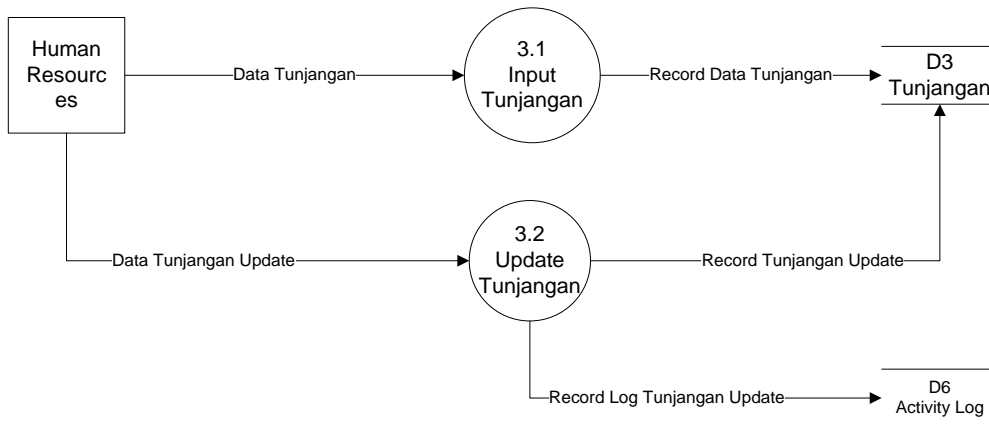 Human
Resourc
es
Data Tunjangan
3.1
Input
Tunjangan
Record Data Tunjangan
D3
Tunjangan
Data Tunjangan Update
3.2
Update
Tunjangan
Record Tunjangan Update
Record Log Tunjangan Update
D6
Activity Log